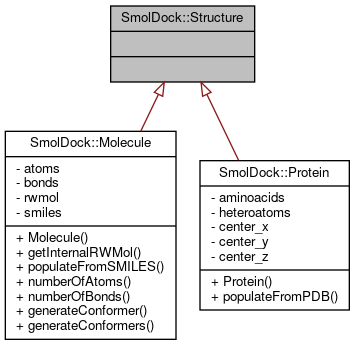 SmolDock::Structure
SmolDock::Molecule
- atoms
- bonds
- rwmol
- smiles
+ Molecule()
+ getInternalRWMol()
+ populateFromSMILES()
+ numberOfAtoms()
+ numberOfBonds()
+ generateConformer()
+ generateConformers()
SmolDock::Protein
- aminoacids
- heteroatoms
- center_x
- center_y
- center_z
+ Protein()
+ populateFromPDB()